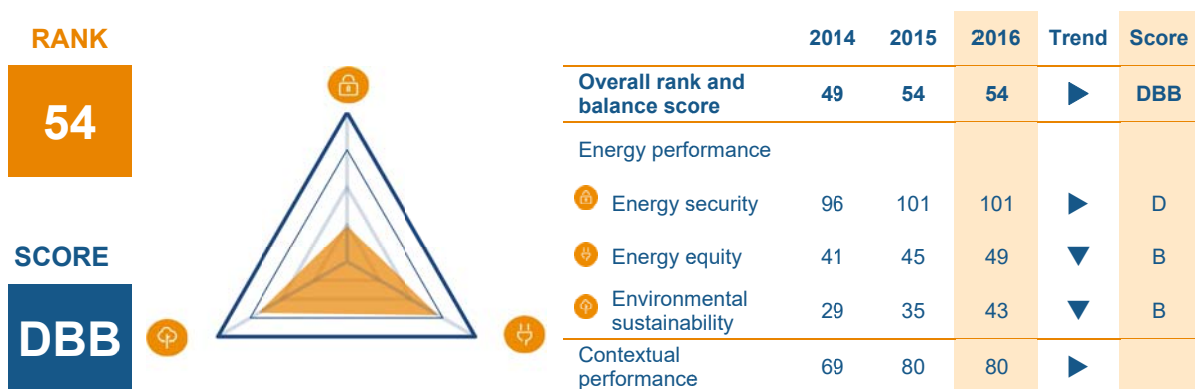 RANK
54
SCORE
DBB
2014 2015 2016 Trend Score
Overall rank and
balance score 49 54 54 DBB
Energy performance
Energy security 96 101 101 D
Energy equity 41 45 49 B
Environmental
sustainability 29 35 43 B
Contextual
performance 69 80 80